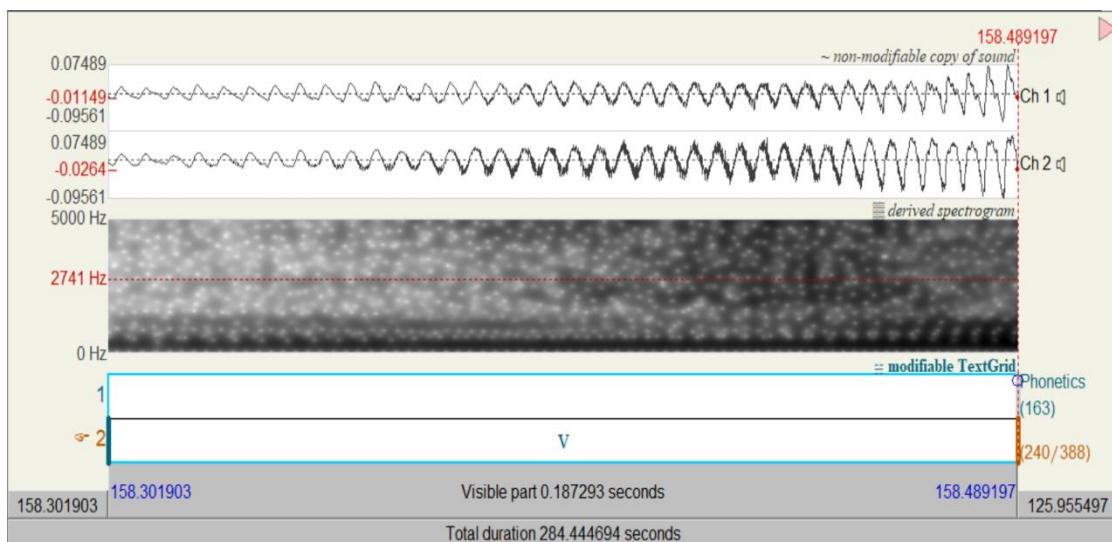 158.489197
~ non-modifiable copy of sound
0.07489
-0.01149
-0.09561
Ch 1
0.07489
-0.0264
-0.09561
Ch 2
5000 Hz
derived spectrogram
2741 Hz
0 Hz
modifiable TextGrid
1
Phonetics
(163)
2
V
(240/388)
158.301903
158.301903
Visible part 0.187293 seconds
158.489197
125.955497
Total duration 284.444694 seconds